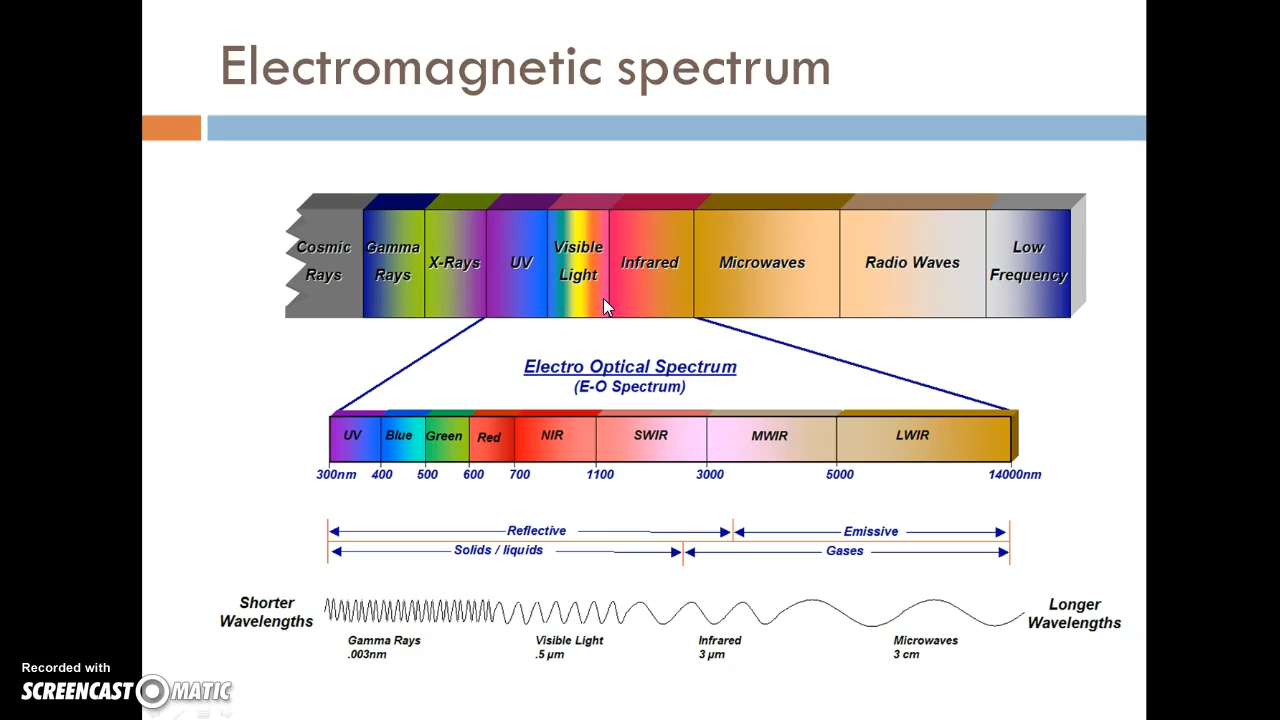 Electromagnetic spectrum
Cosmic Rays
Gamma Rays
X-Rays
UV
Visible Light
Infrared
Microwaves
Radio Waves
Low Frequency
Electro Optical Spectrum
(E-O Spectrum)
UV Blue Green Red NIR SWIR MWIR LWIR
300nm 400 500 600 700 1100 3000 5000 14000nm
Reflective Emissive
Solids / liquids Gases
Shorter Wavelengths
Longer Wavelengths
Gamma Rays Visible Light Infrared Microwaves
.003nm .5 µm 3 µm 3 cm
Recorded with
SCREENCAST-O-MATIC